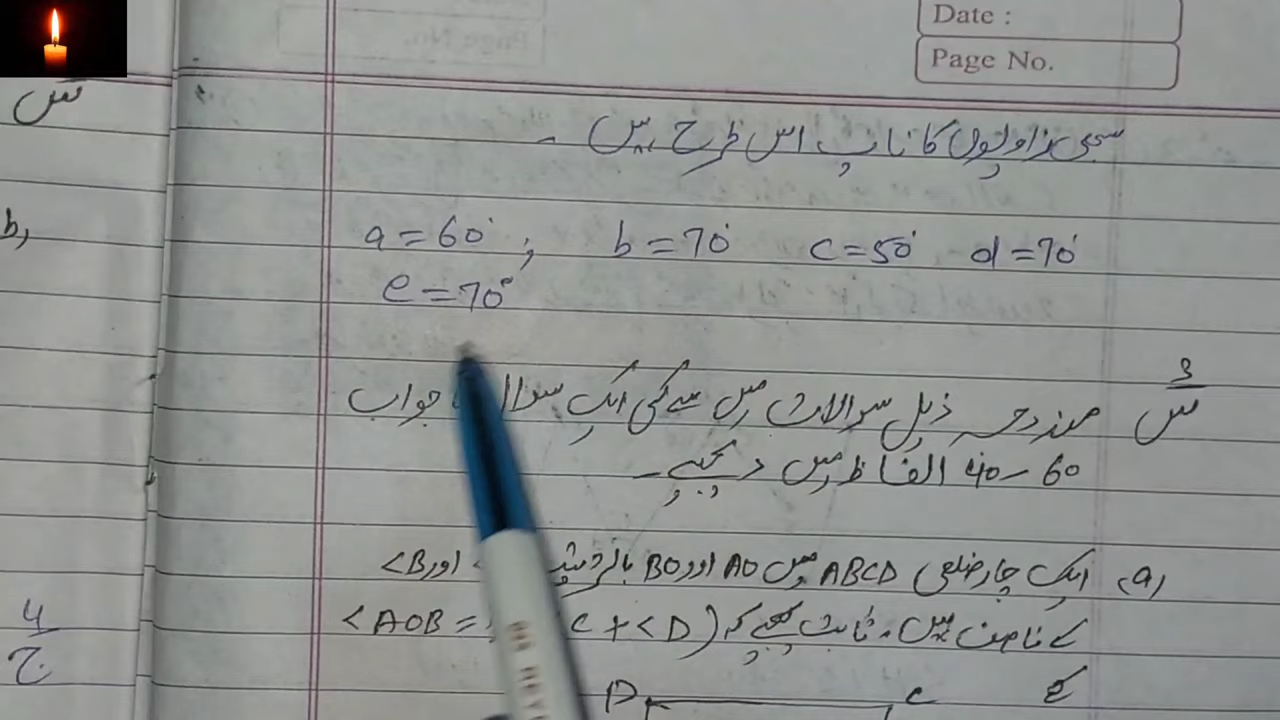 Date :
Page No.
س
سبھی زاویوں کا ناپ اس طرح ہیں ۔
b,
a = 60° ; b = 70° c = 50° d = 70°
e = 70°
س 3 مندرجہ ذیل سوالات میں سے کسی ایک سوال جواب
40-60 الفاظ میں دیجیے ۔
(a) ایک چار ضلعی ABCD میں AO اور BO بالترتیب اور B>
کے ناصف ہیں ۔ ثابت کیجیے کہ (C + <D <AOB =
4
ج
D C